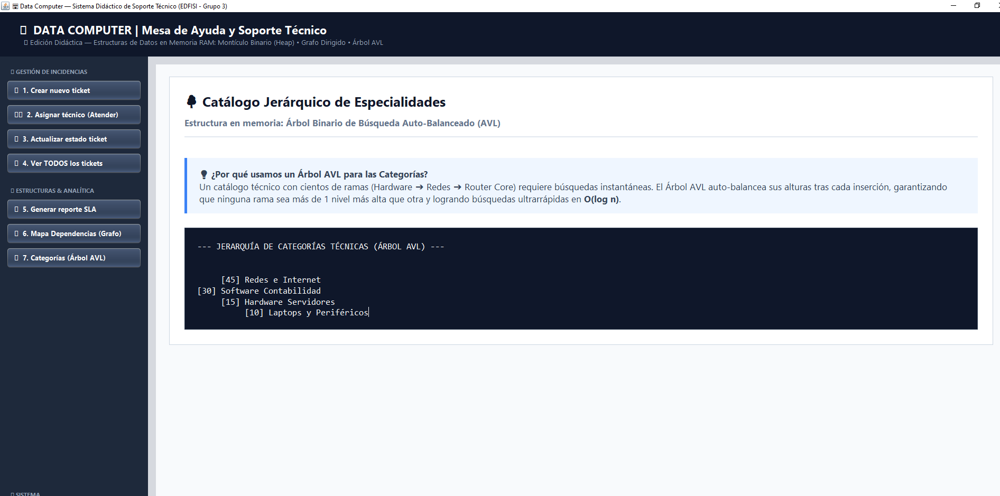 Data Computer — Sistema Didáctico de Soporte Técnico (EDFISI - Grupo 3)
DATA COMPUTER | Mesa de Ayuda y Soporte Técnico
Edición Didáctica — Estructuras de Datos en Memoria RAM: Montículo Binario (Heap) • Grafo Dirigido • Árbol AVL
GESTIÓN DE INCIDENCIAS
1. Crear nuevo ticket
2. Asignar técnico (Atender)
3. Actualizar estado ticket
4. Ver TODOS los tickets
ESTRUCTURAS & ANALÍTICA
5. Generar reporte SLA
6. Mapa Dependencias (Grafo)
7. Categorías (Árbol AVL)
SISTEMA
Catálogo Jerárquico de Especialidades
Estructura en memoria: Árbol Binario de Búsqueda Auto-Balanceado (AVL)
¿Por qué usamos un Árbol AVL para las Categorías?
Un catálogo técnico con cientos de ramas (Hardware ➔ Redes ➔ Router Core) requiere búsquedas instantáneas. El Árbol AVL auto-balancea sus alturas tras cada inserción, garantizando
que ninguna rama sea más de 1 nivel más alta que otra y logrando búsquedas ultrarrápidas en O(log n).
--- JERARQUÍA DE CATEGORÍAS TÉCNICAS (ÁRBOL AVL) ---
[45] Redes e Internet
[30] Software Contabilidad
[15] Hardware Servidores
[10] Laptops y Periféricos